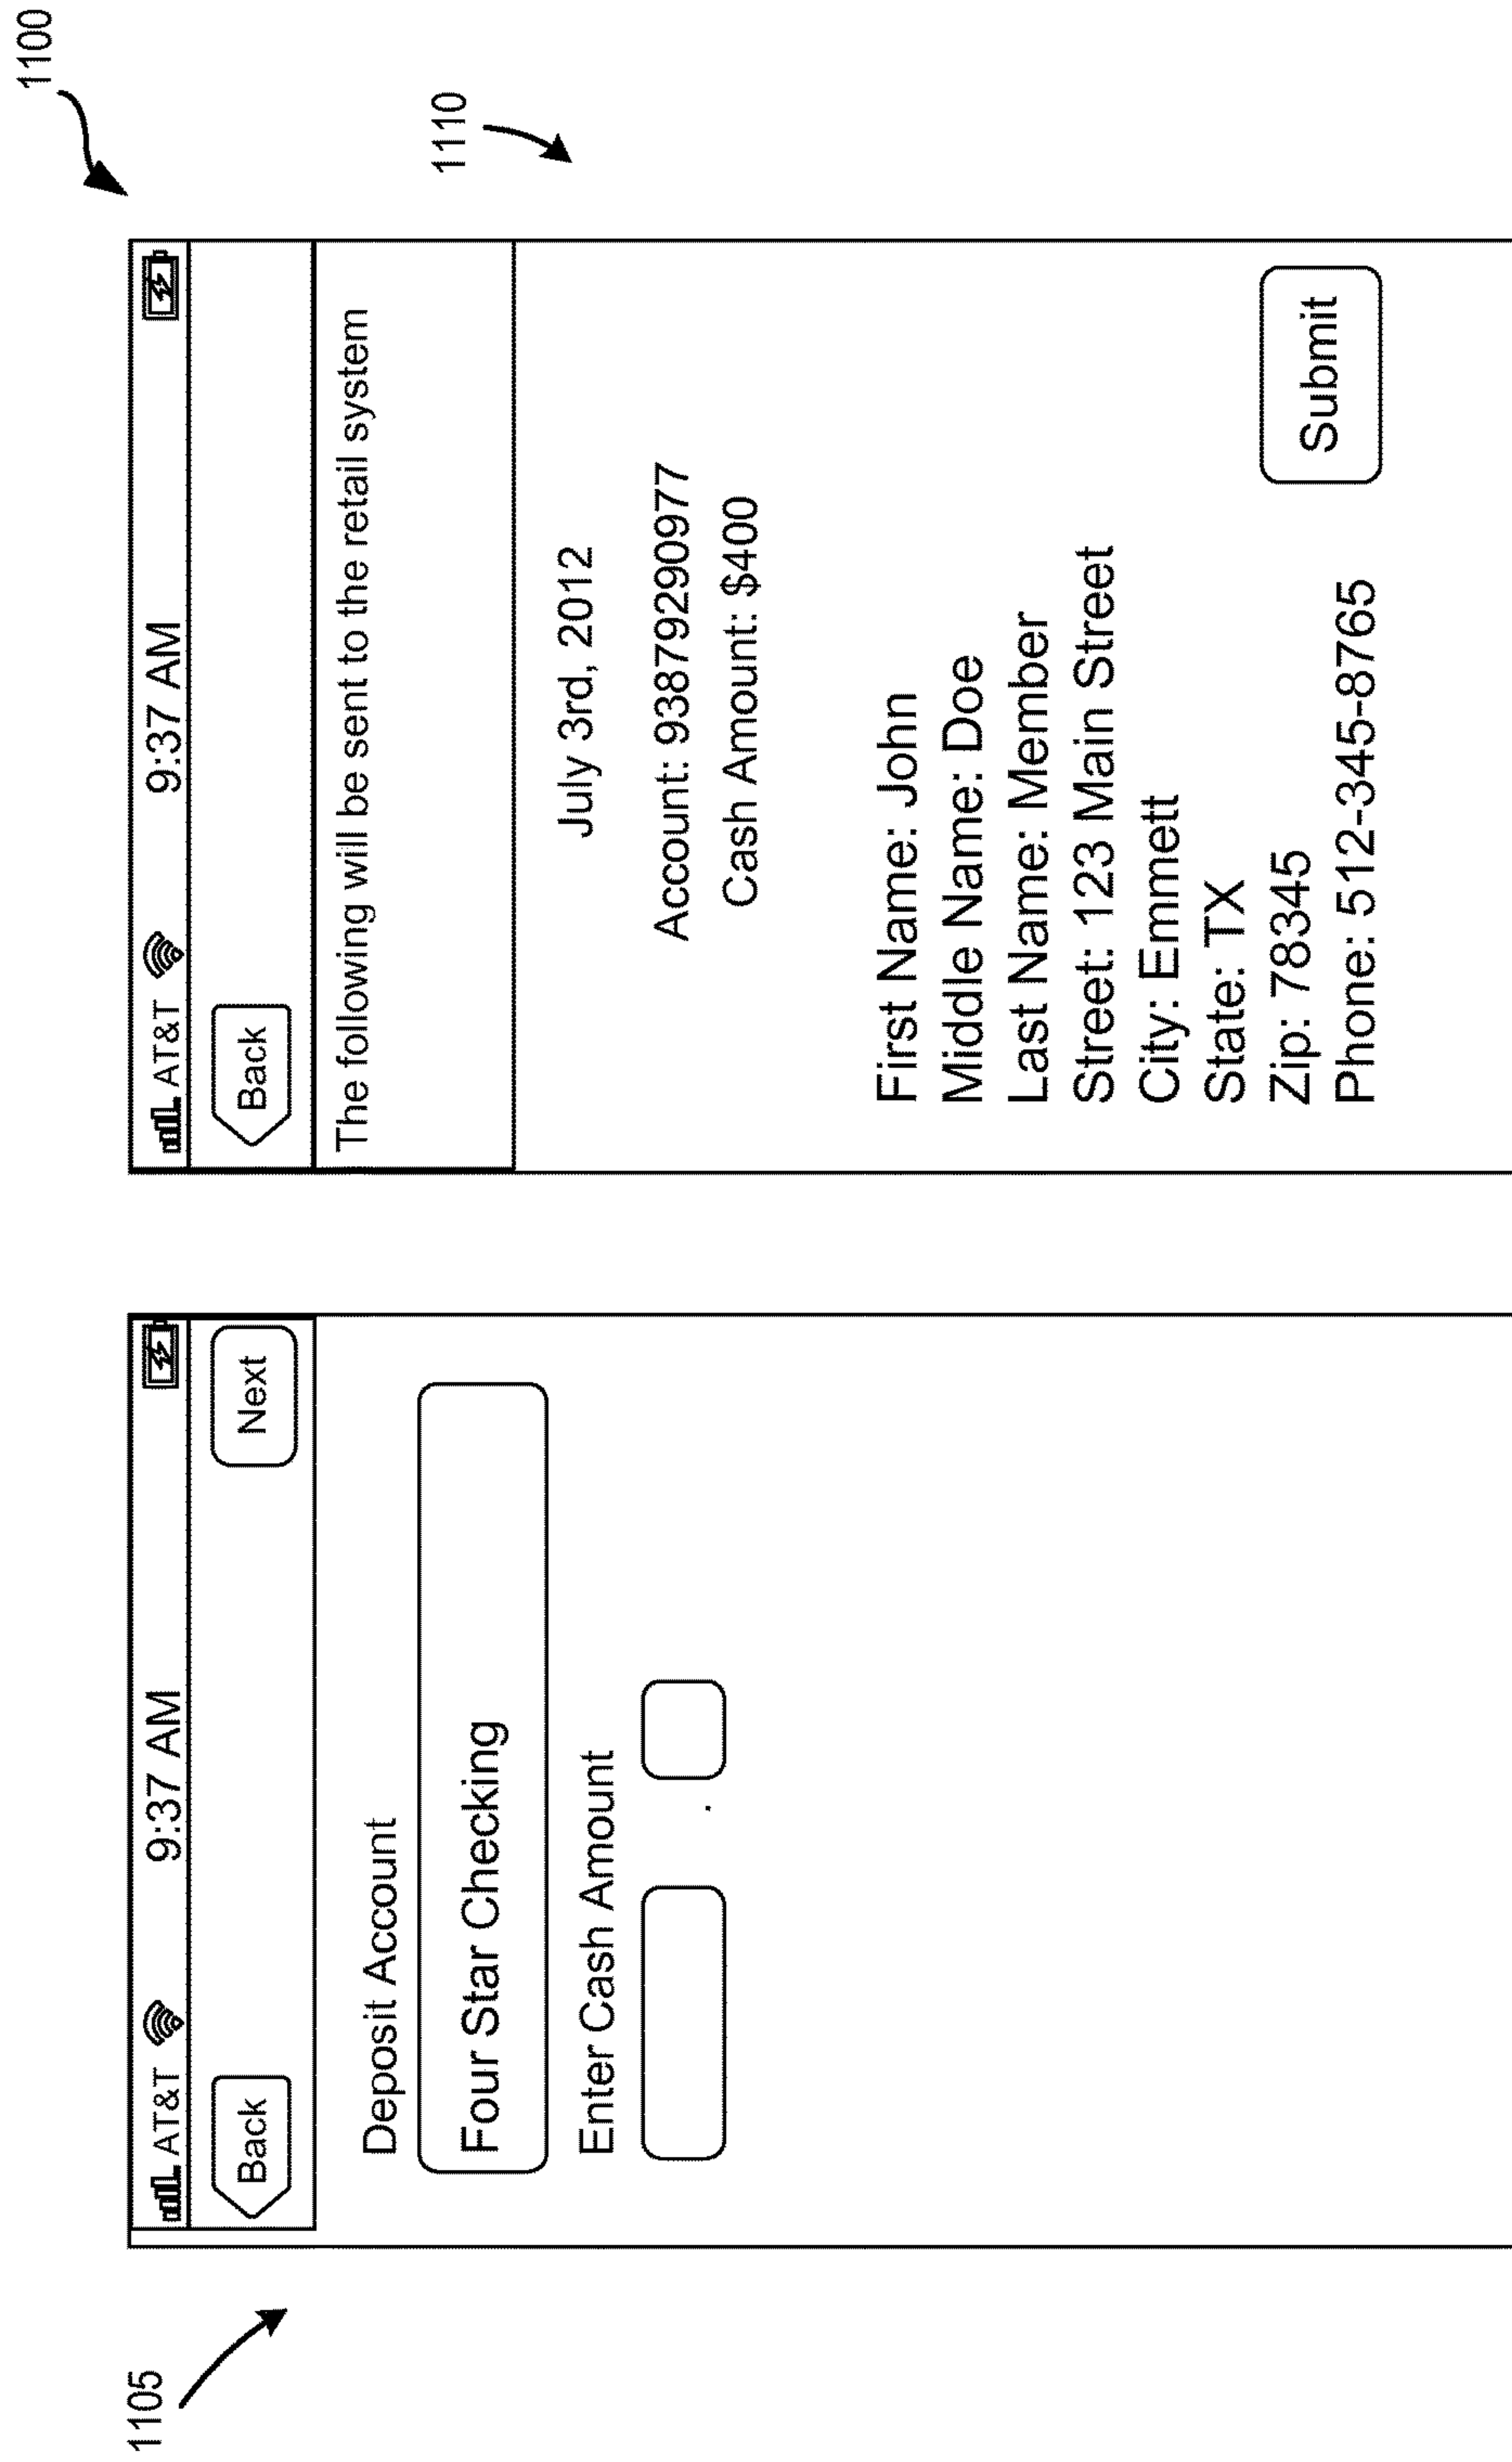 1100
1105
AT&T 9:37 AM
Back Next
Deposit Account
Four Star Checking
Enter Cash Amount
.
1110
AT&T 9:37 AM
Back
The following will be sent to the retail system
July 3rd, 2012
Account: 93879290977
Cash Amount: $400
First Name: John
Middle Name: Doe
Last Name: Member
Street: 123 Main Street
City: Emmett
State: TX
Zip: 78345
Phone: 512-345-8765
Submit